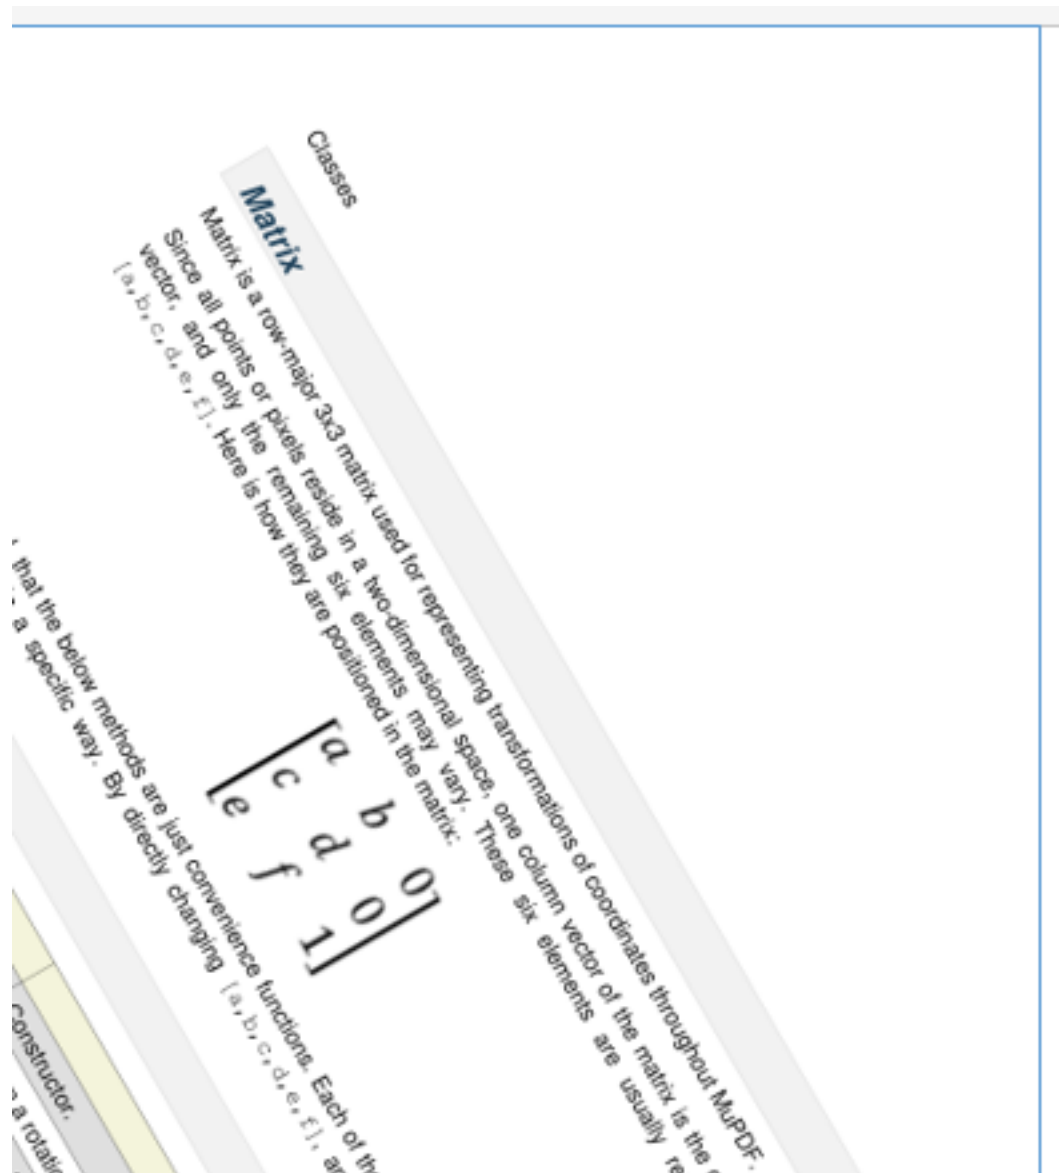 Classes
Matrix
Matrix is a row-major 3x3 matrix used for representing transformations of coordinates throughout MuPDF.
Since all points or pixels reside in a two-dimensional space, one column vector of the matrix is the
vector, and only the remaining six elements may vary. These six elements are usually re
[a,b,c,d,e,f]. Here is how they are positioned in the matrix:
a b 0
c d 0
e f 1
that the below methods are just convenience functions. Each of th
a specific way. By directly changing [a,b,c,d,e,f],
Constructor.
a rotatio